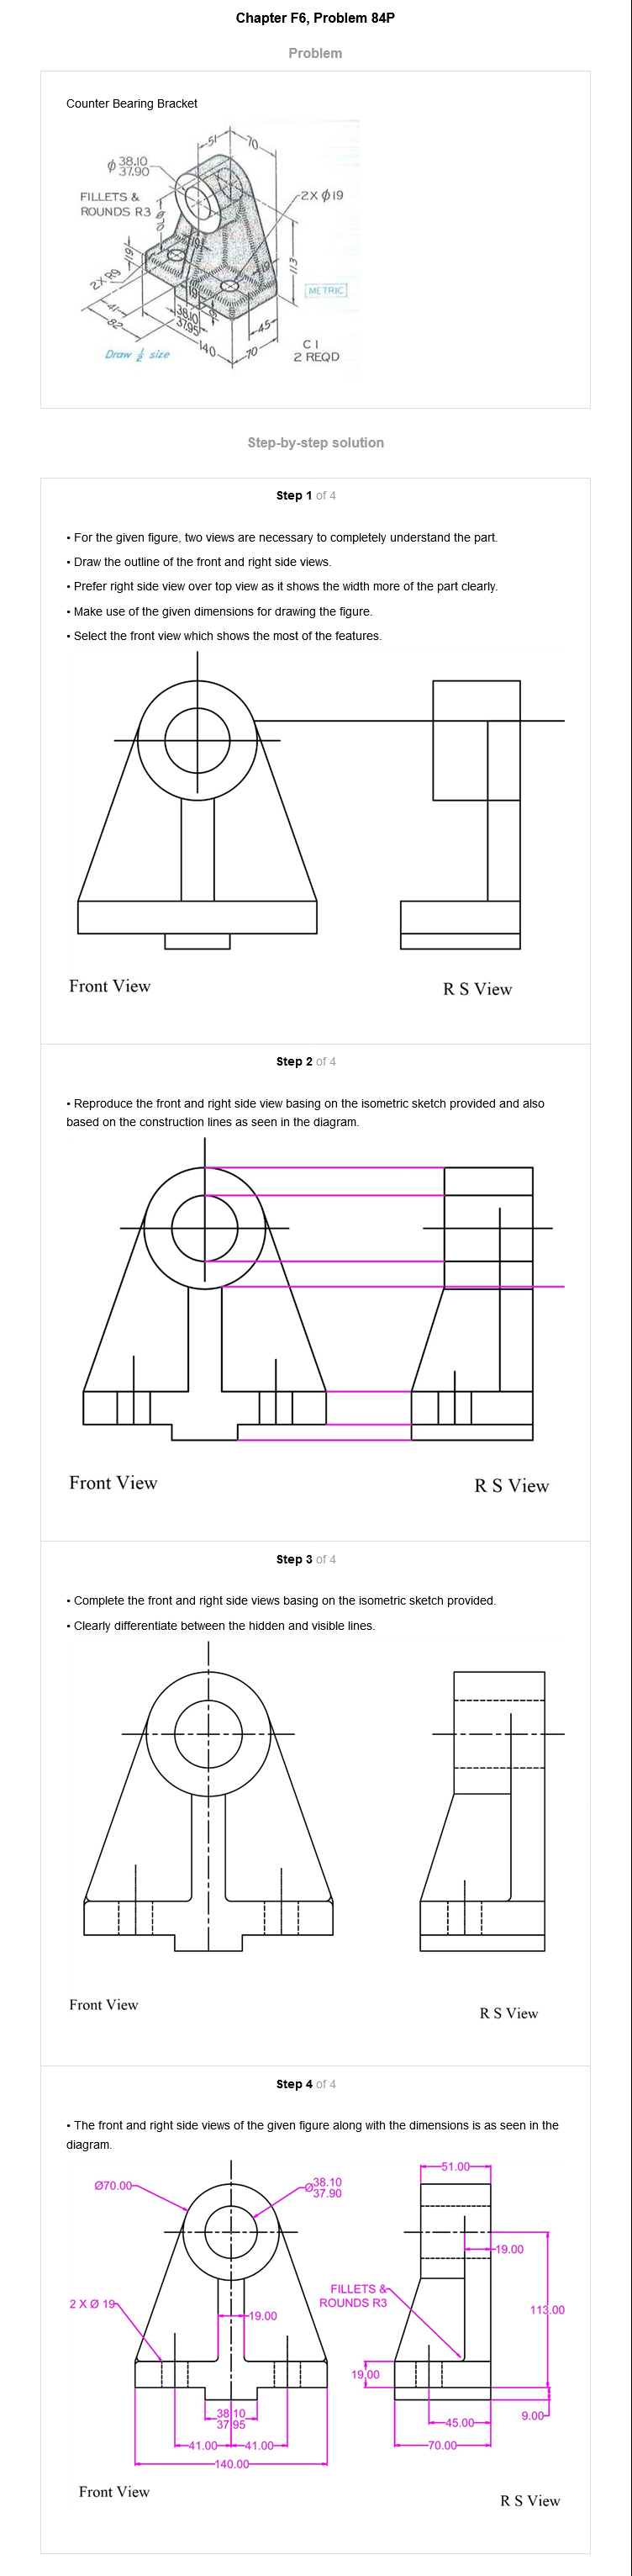 Chapter F6, Problem 84P
Problem
Counter Bearing Bracket
51
70
ϕ 38.10
37.90
FILLETS &
ROUNDS R3
2X ϕ19
19
113
2X R9
METRIC
41
82
38.10
37.95
45
140
70
Draw ½ size
C I
2 REQD
Step-by-step solution
Step 1 of 4
• For the given figure, two views are necessary to completely understand the part.
• Draw the outline of the front and right side views.
• Prefer right side view over top view as it shows the width more of the part clearly.
• Make use of the given dimensions for drawing the figure.
• Select the front view which shows the most of the features.
Front View
R S View
Step 2 of 4
• Reproduce the front and right side view basing on the isometric sketch provided and also
based on the construction lines as seen in the diagram.
Front View
R S View
Step 3 of 4
• Complete the front and right side views basing on the isometric sketch provided.
• Clearly differentiate between the hidden and visible lines.
Front View
R S View
Step 4 of 4
• The front and right side views of the given figure along with the dimensions is as seen in the
diagram.
51.00
Ø70.00
Ø38.10
37.90
19.00
FILLETS &
ROUNDS R3
2 X Ø 19
19.00
113.00
19.00
38.10
37.95
9.00
45.00
41.00
41.00
70.00
140.00
Front View
R S View